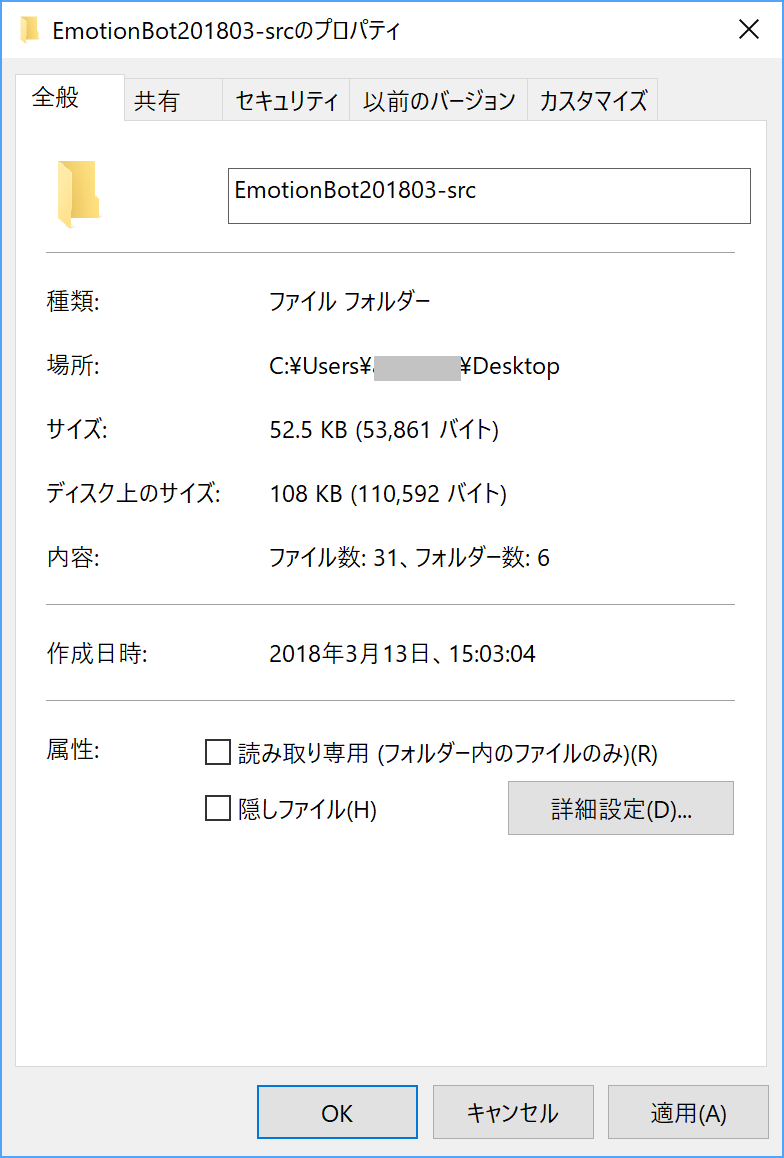 EmotionBot201803-srcのプロパティ
全般 共有 セキュリティ 以前のバージョン カスタマイズ
EmotionBot201803-src
種類: ファイル フォルダー
場所: C:¥Users¥ ¥Desktop
サイズ: 52.5 KB (53,861 バイト)
ディスク上のサイズ: 108 KB (110,592 バイト)
内容: ファイル数: 31、フォルダー数: 6
作成日時: 2018年3月13日、15:03:04
属性: 読み取り専用 (フォルダー内のファイルのみ)(R)
隠しファイル(H) 詳細設定(D)...
OK キャンセル 適用(A)